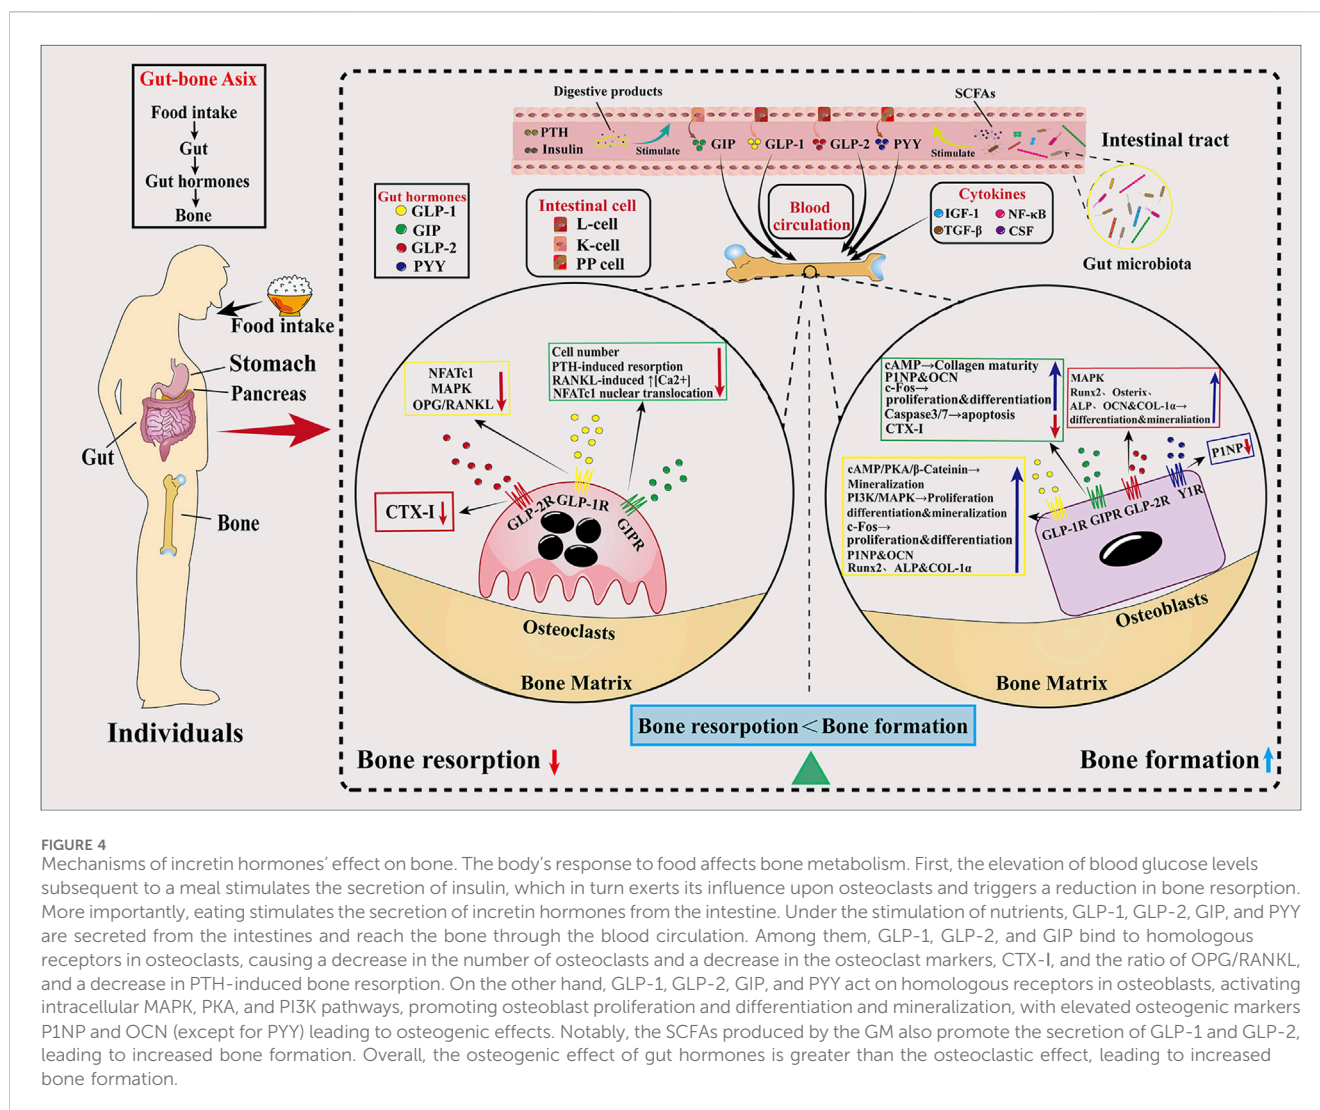 Gut-bone Asix
Food intake
Gut
Gut hormones
Bone
Digestive products
SCFAs
PTH
Insulin
Stimulate
GIP
GLP-1
GLP-2
PYY
Stimulate
Intestinal tract
Gut microbiota
Gut hormones
GLP-1
GIP
GLP-2
PYY
Intestinal cell
L-cell
K-cell
PP cell
Blood
circulation
Cytokines
IGF-1 NF-κB
TGF-β CSF
Food intake
Stomach
Pancreas
Gut
Bone
Individuals
NFATc1
MAPK
OPG/RANKL
Cell number
PTH-induced resorption
RANKL-induced ↑[Ca2+]
NFATc1 nuclear translocation
CTX-I
GLP-2R
GLP-1R
GIPR
Osteoclasts
Bone Matrix
cAMP→Collagen maturity
P1NP&OCN
c-Fos→
proliferation&differentiation
Caspase3/7→apoptosis
CTX-I
MAPK
Runx2、Osterix、
ALP、OCN&COL-1α→
differentiation&mineraliation
P1NP
cAMP/PKA/β-Cateinin→
Mineralization
PI3K/MAPK→Proliferation
differentiation&mineralization
c-Fos→
proliferation&differentiation
P1NP&OCN
Runx2、ALP&COL-1α
GLP-1R
GIPR
GLP-2R
Y1R
Osteoblasts
Bone Matrix
Bone resorpotion < Bone formation
Bone resorption
Bone formation
FIGURE 4
Mechanisms of incretin hormones' effect on bone. The body's response to food affects bone metabolism. First, the elevation of blood glucose levels
subsequent to a meal stimulates the secretion of insulin, which in turn exerts its influence upon osteoclasts and triggers a reduction in bone resorption.
More importantly, eating stimulates the secretion of incretin hormones from the intestine. Under the stimulation of nutrients, GLP-1, GLP-2, GIP, and PYY
are secreted from the intestines and reach the bone through the blood circulation. Among them, GLP-1, GLP-2, and GIP bind to homologous
receptors in osteoclasts, causing a decrease in the number of osteoclasts and a decrease in the osteoclast markers, CTX-I, and the ratio of OPG/RANKL,
and a decrease in PTH-induced bone resorption. On the other hand, GLP-1, GLP-2, GIP, and PYY act on homologous receptors in osteoblasts, activating
intracellular MAPK, PKA, and PI3K pathways, promoting osteoblast proliferation and differentiation and mineralization, with elevated osteogenic markers
P1NP and OCN (except for PYY) leading to osteogenic effects. Notably, the SCFAs produced by the GM also promote the secretion of GLP-1 and GLP-2,
leading to increased bone formation. Overall, the osteogenic effect of gut hormones is greater than the osteoclastic effect, leading to increased
bone formation.